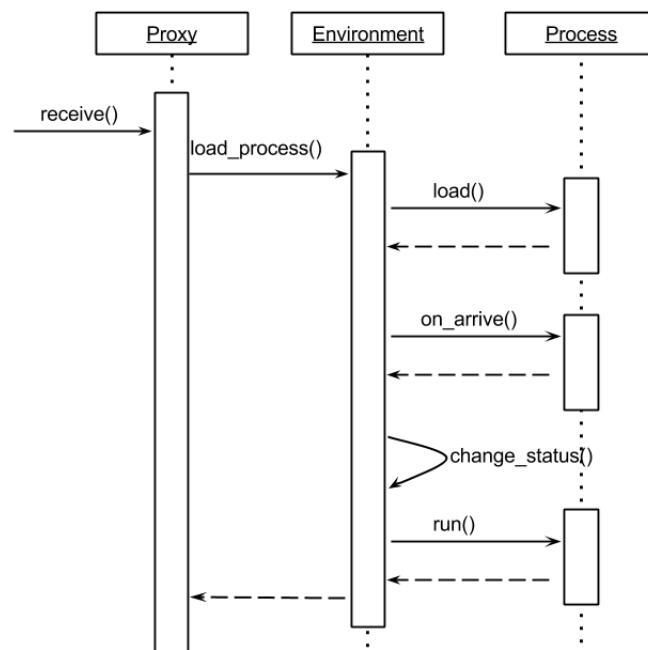 Proxy
Environment
Process
receive()
load_process()
load()
on_arrive()
change_status()
run()